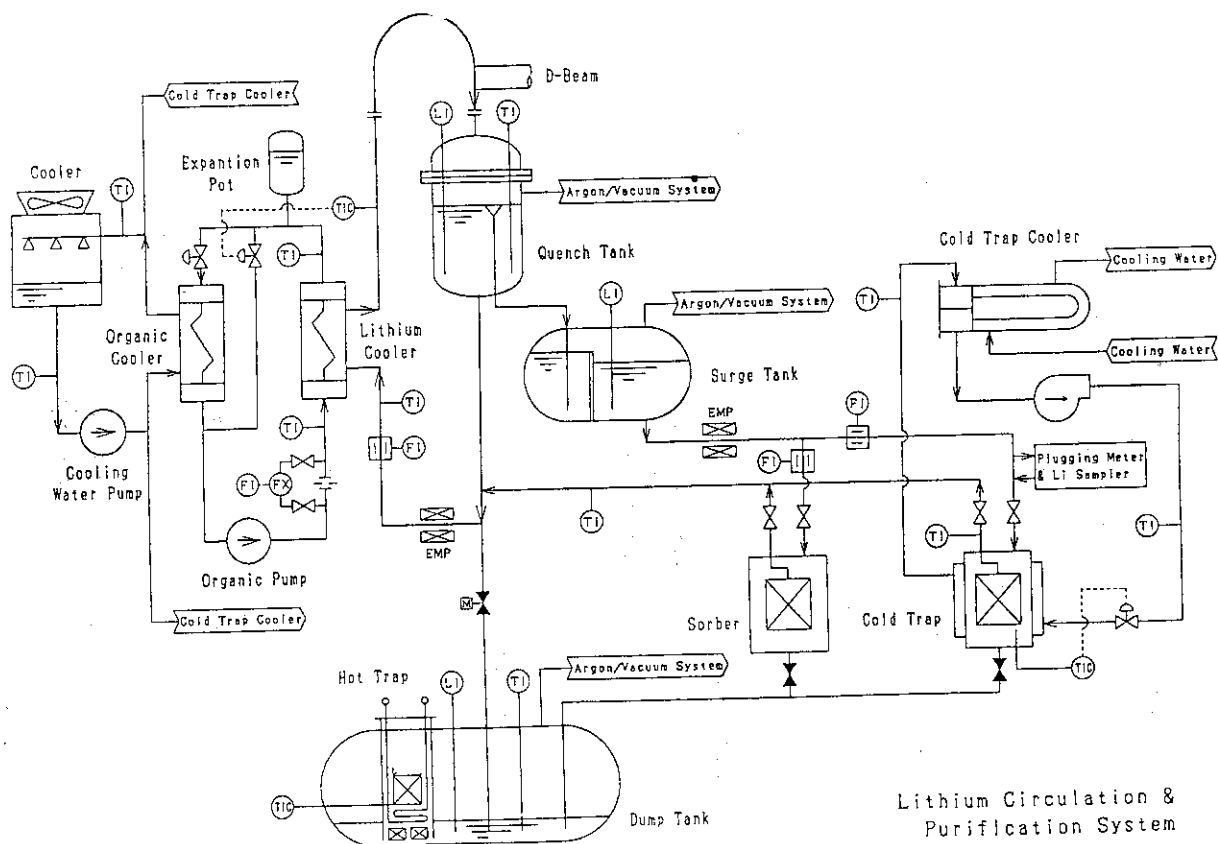 D-Beam
Cold Trap Cooler
LI
TI
Expantion
Pot
Cooler
TI
Argon/Vacuum System
TIC
TI
Quench Tank
Cold Trap Cooler
Cooling Water
LI
Argon/Vacuum System
TI
Organic
Cooler
Lithium
Cooler
Cooling Water
TI
Surge Tank
TI
EMP
FI
TI
FI
FI
Plugging Meter
& Li Sampler
Cooling
Water Pump
FI
FX
TI
TI
TI
EMP
Organic Pump
Cold Trap Cooler
M
Sorber
Cold Trap
TIC
Argon/Vacuum System
Hot Trap
LI
TI
TIC
Dump Tank
Lithium Circulation &
Purification System